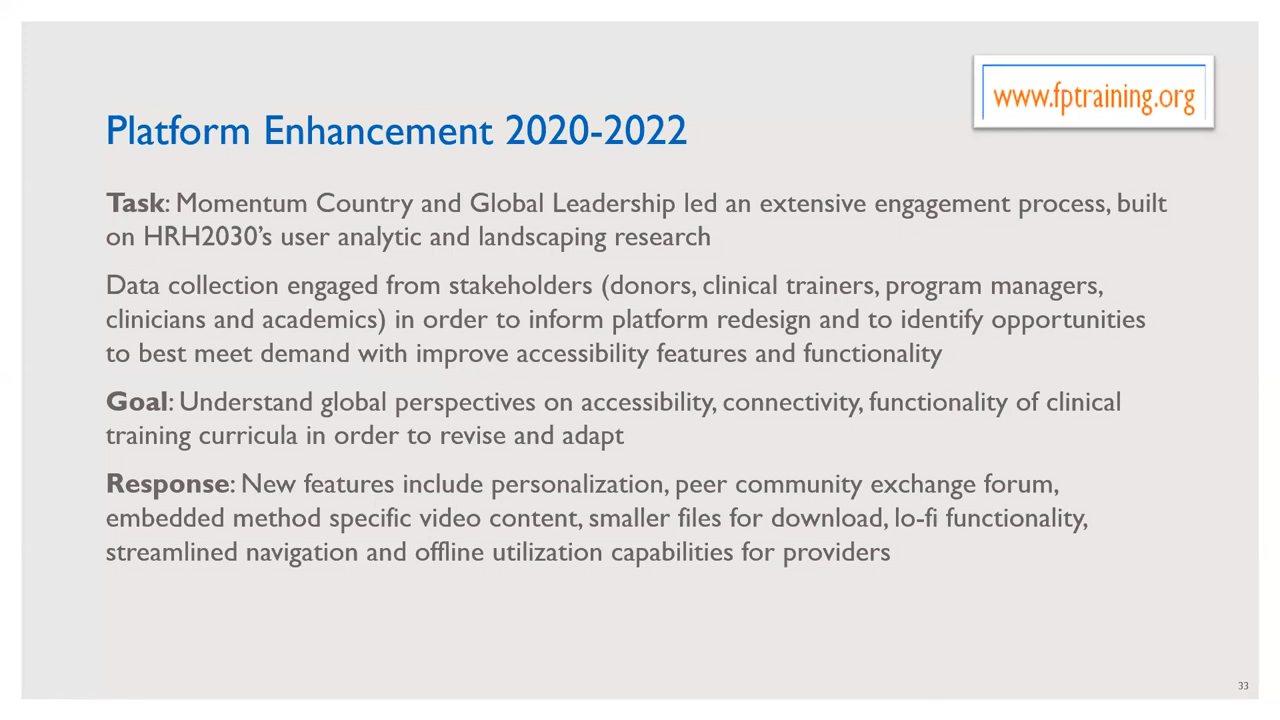 www.fptraining.org
Platform Enhancement 2020-2022
Task: Momentum Country and Global Leadership led an extensive engagement process, built
on HRH2030's user analytic and landscaping research
Data collection engaged from stakeholders (donors, clinical trainers, program managers,
clinicians and academics) in order to inform platform redesign and to identify opportunities
to best meet demand with improve accessibility features and functionality
Goal: Understand global perspectives on accessibility, connectivity, functionality of clinical
training curricula in order to revise and adapt
Response: New features include personalization, peer community exchange forum,
embedded method specific video content, smaller files for download, lo-fi functionality,
streamlined navigation and offline utilization capabilities for providers
33